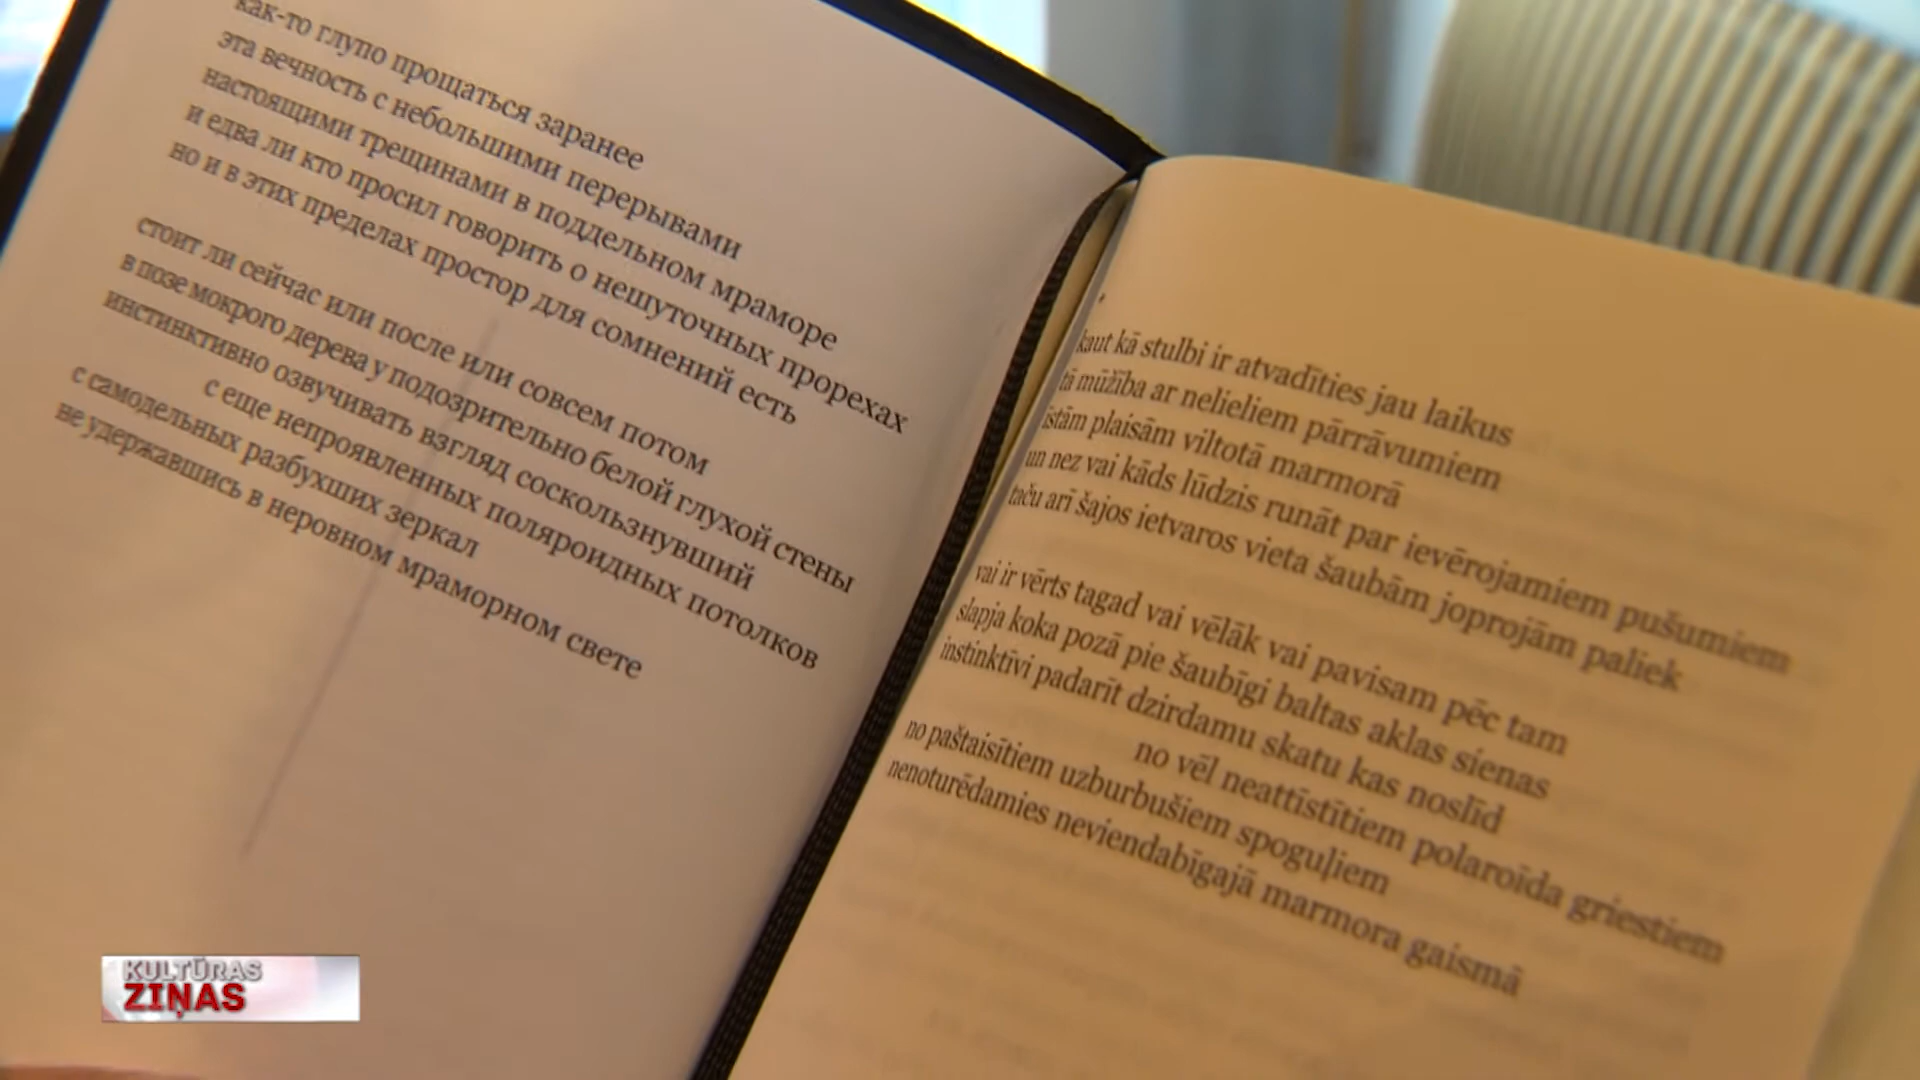 как-то глупо прощаться заранее
эта вечность с небольшими перерывами
настоящими трещинами в поддельном мраморе
и едва ли кто просил говорить о нешуточных прорехах
но и в этих пределах простор для сомнений есть
стоит ли сейчас или после или совсем потом
в позе мокрого дерева у подозрительно белой глухой стены
инстинктивно озвучивать взгляд соскользнувший
с еще непроявленных поляроидных потолков
с самодельных разбухших зеркал
не удержавшись в неровном мраморном свете
kaut kā stulbi ir atvadīties jau laikus
tā mūžība ar nelieliem pārrāvumiem
īstām plaisām viltotā marmorā
un nez vai kāds lūdzis runāt par ievērojamiem pušumiem
taču arī šajos ietvaros vieta šaubām joprojām paliek
vai ir vērts tagad vai vēlāk vai pavisam pēc tam
slapja koka pozā pie šaubīgi baltas aklas sienas
instinktīvi padarīt dzirdamu skatu kas noslīd
no vēl neattīstītiem polaroīda griestiem
no paštaisītiem uzburbušiem spoguļiem
nenoturēdamies neviendabīgajā marmora gaismā
KULTŪRAS
ZIŅAS